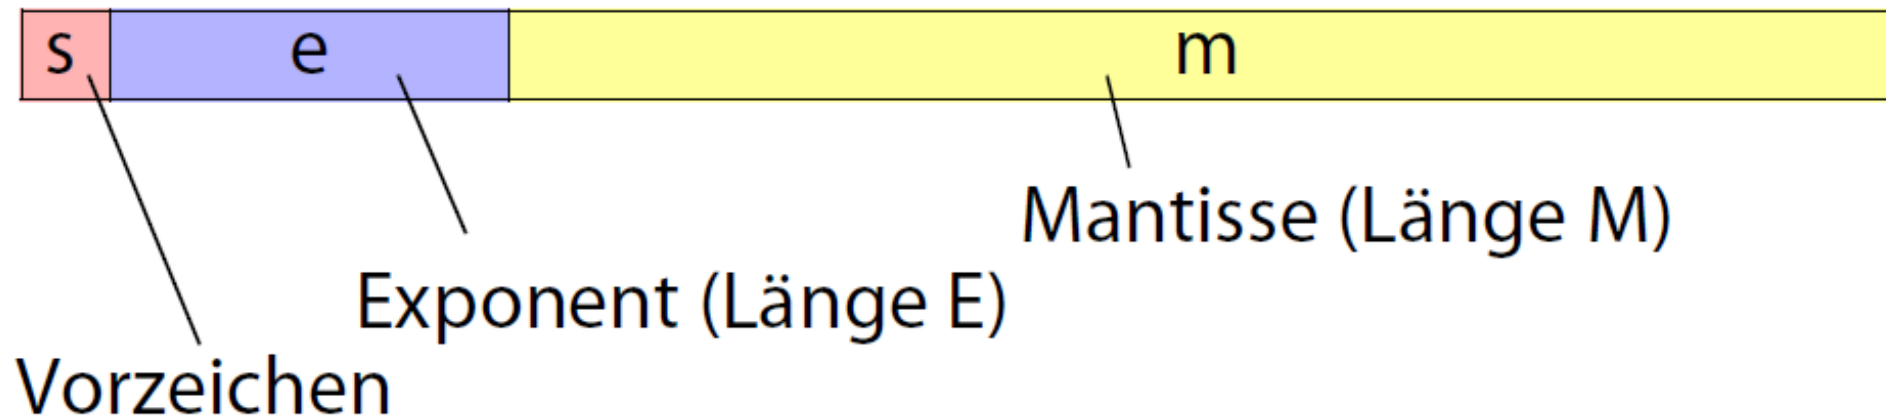 s e m
Mantisse (Länge M)
Exponent (Länge E)
Vorzeichen